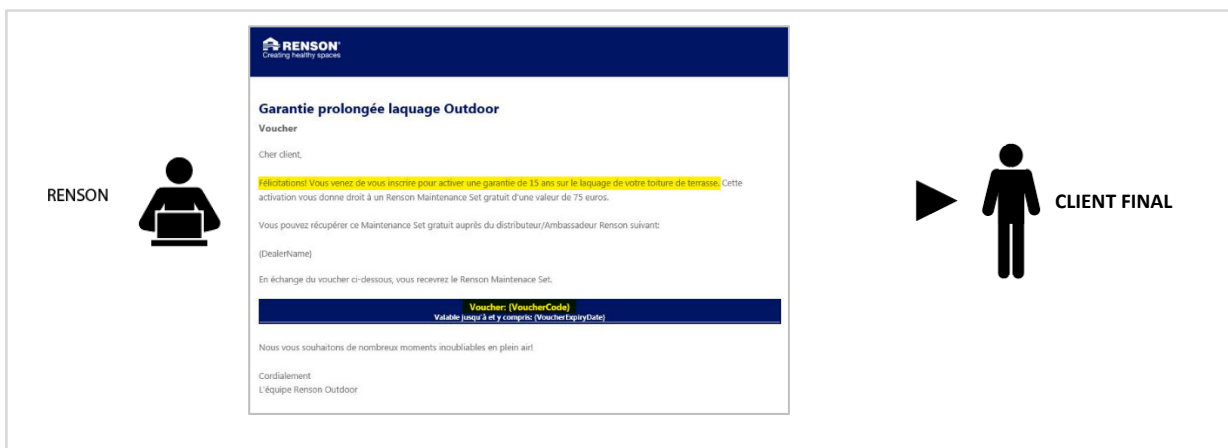 RENSON
Creating healthy spaces
Garantie prolongée laquage Outdoor
Voucher
Cher client,
Félicitations! Vous venez de vous inscrire pour activer une garantie de 15 ans sur le laquage de votre toiture de terrasse. Cette
activation vous donne droit à un Renson Maintenance Set gratuit d'une valeur de 75 euros.
Vous pouvez récupérer ce Maintenance Set gratuit auprès du distributeur/Ambassadeur Renson suivant:
{DealerName}
En échange du voucher ci-dessous, vous recevrez le Renson Maintenace Set.
Voucher: {VoucherCode}
Valable jusqu'à et y compris: {VoucherExpiryDate}
Nous vous souhaitons de nombreux moments inoubliables en plein air!
Cordialement
L'équipe Renson Outdoor
RENSON
CLIENT FINAL